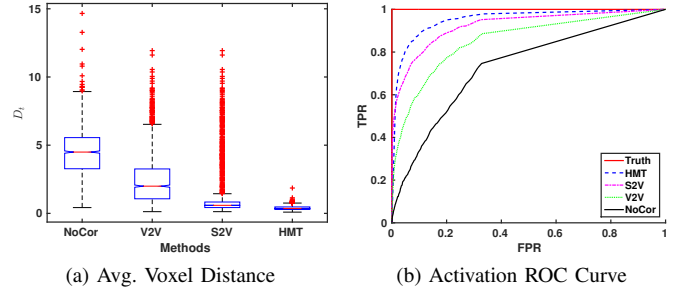 15
10
5
0
D_t
NoCor V2V S2V HMT
Methods
(a) Avg. Voxel Distance
1
0.8
0.6
0.4
0.2
0
TPR
Truth
HMT
S2V
V2V
NoCor
0 0.2 0.4 0.6 0.8 1
FPR
(b) Activation ROC Curve